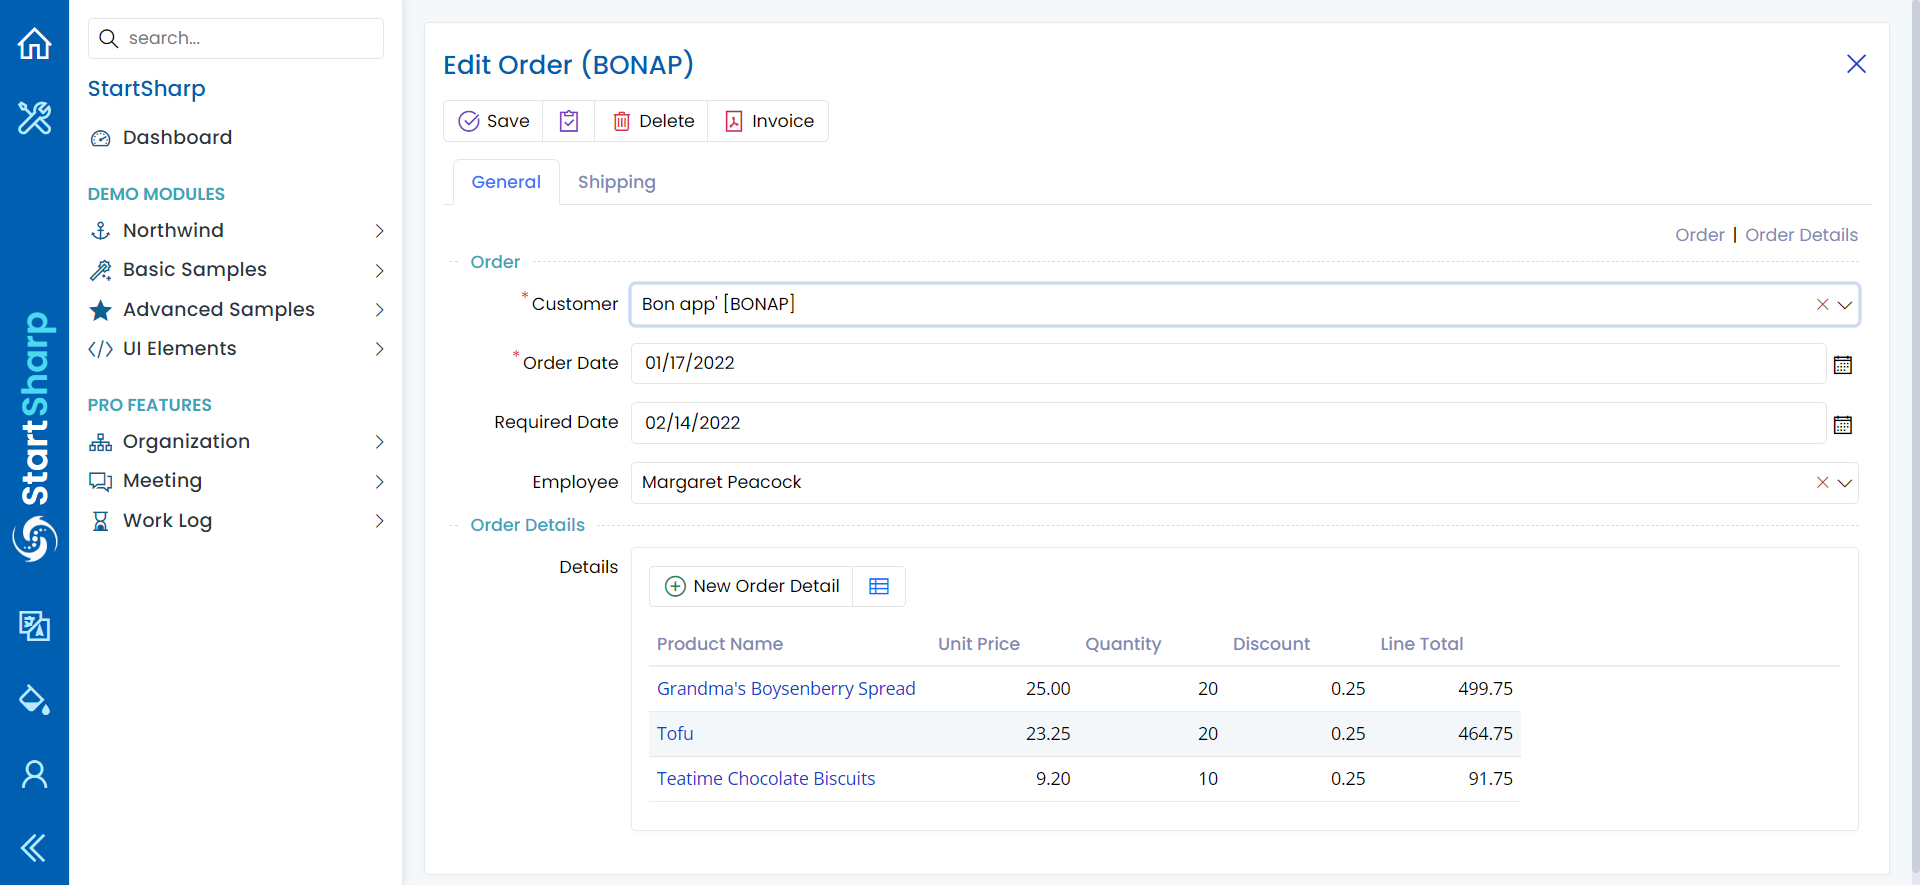 search...
StartSharp
Dashboard
DEMO MODULES
Northwind
Basic Samples
Advanced Samples
UI Elements
PRO FEATURES
Organization
Meeting
Work Log
StartSharp
Edit Order (BONAP)
Save Delete Invoice
General Shipping
Order | Order Details
Order
*Customer Bon app' [BONAP]
*Order Date 01/17/2022
Required Date 02/14/2022
Employee Margaret Peacock
Order Details
Details
New Order Detail
Product Name Unit Price Quantity Discount Line Total
Grandma's Boysenberry Spread 25.00 20 0.25 499.75
Tofu 23.25 20 0.25 464.75
Teatime Chocolate Biscuits 9.20 10 0.25 91.75